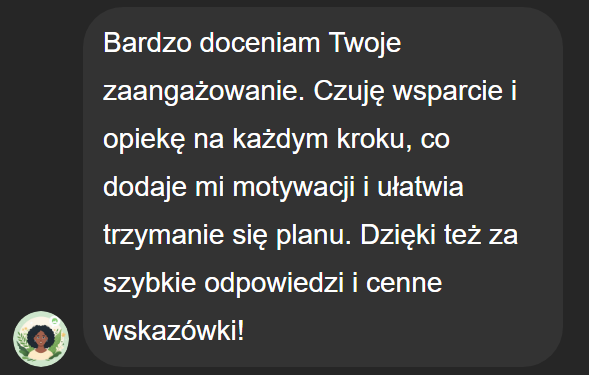 Bardzo doceniam Twoje
zaangażowanie. Czuję wsparcie i
opiekę na każdym kroku, co
dodaje mi motywacji i ułatwia
trzymanie się planu. Dzięki też za
szybkie odpowiedzi i cenne
wskazówki!